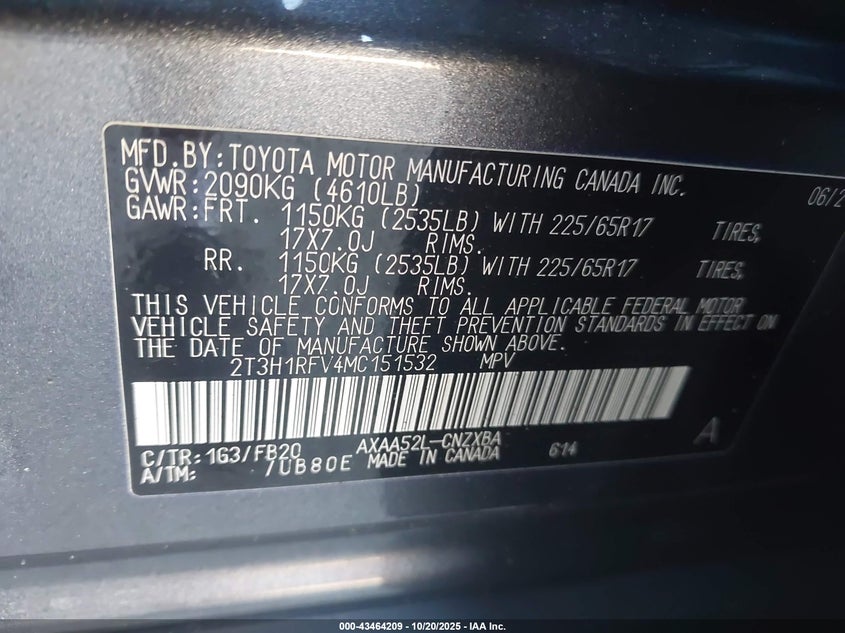 MFD.BY:TOYOTA MOTOR MANUFACTURING CANADA INC. 06/2
GVWR:2090KG (4610LB)
GAWR:FRT. 1150KG (2535LB) WITH 225/65R17 TIRES,
17X7.0J RIMS.
RR. 1150KG (2535LB) WITH 225/65R17 TIRES,
17X7.0J RIMS.
THIS VEHICLE CONFORMS TO ALL APPLICABLE FEDERAL MOTOR
VEHICLE SAFETY AND THEFT PREVENTION STANDARDS IN EFFECT ON
THE DATE OF MANUFACTURE SHOWN ABOVE.
2T3H1RFV4MC151532 MPV
C/TR:1G3/FB20 AXAA52L-CNZXBA 614 A
A/TM: /UB80E MADE IN CANADA
000-43464209 - 10/20/2025 - IAA Inc.